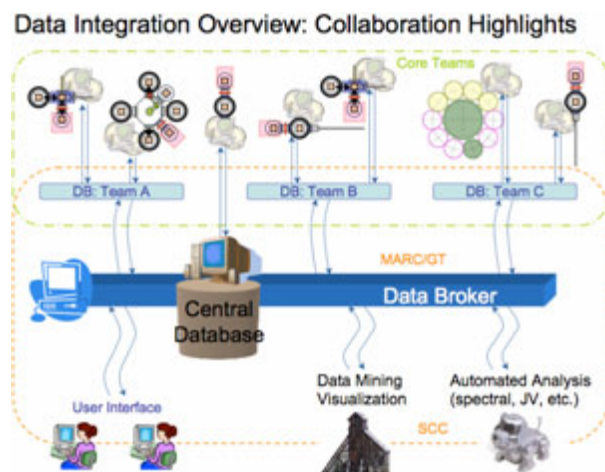 Data Integration Overview: Collaboration Highlights
Core Teams
DB: Team A
DB: Team B
DB: Team C
MARC/GT
Data Broker
Central
Database
User Interface
Data Mining
Visualization
Automated Analysis
(spectral, JV, etc.)
SCC